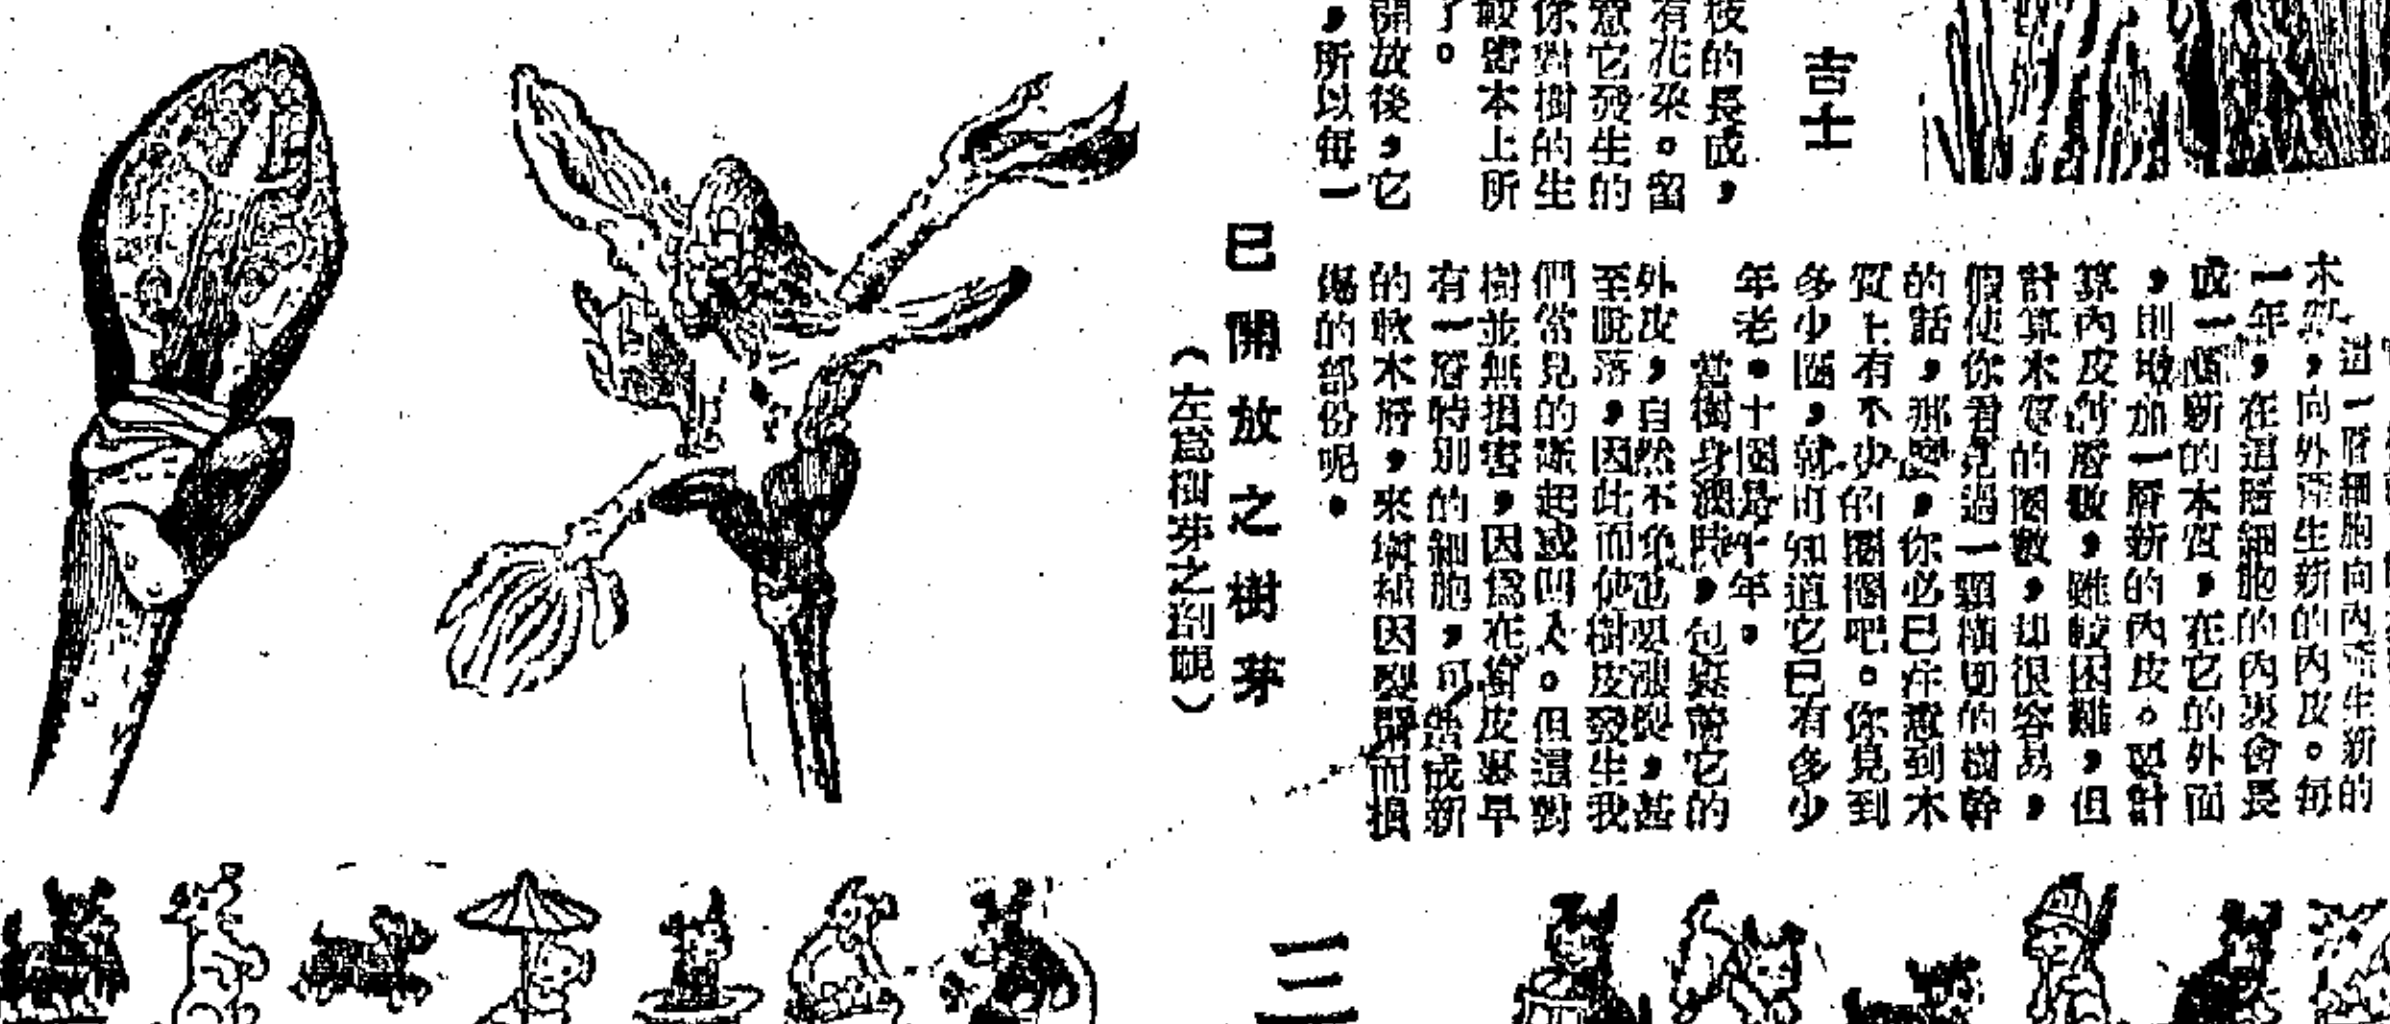 吉士
枝的長成，
有花朶。留
意它發生的
你對樹的生
較書本上所
了。
開放後，它
，所以每一
這一層細胞向內產生新的
木質，向外產生新的內皮。每
一年，在這層細胞的內裏會長
成一層新的木質，在它的外面
，則增加一層新的內皮。要計
算內皮的層數，雖較困難，但
計算木質的圈數，却很容易，
假使你看見過一顆橫切的樹幹
的話，那麼，你必已注意到木
質上有不少的圈圈吧。你見到
多少圈，就可知道它已有多少
年老。十圈是十年。
當樹身漲時，包裹著它的
外皮，自然不免也要漲裂，甚
至脫落，因此而使樹皮發生我
們常見的漲起或凹入。但這對
樹並無損害，因爲在樹皮裏早
有一層特別的細胞，可造成新
的軟木層，來塡補因裂開而損
傷的部份呢。
已開放之樹芽
（左爲樹芽之剖視）
三